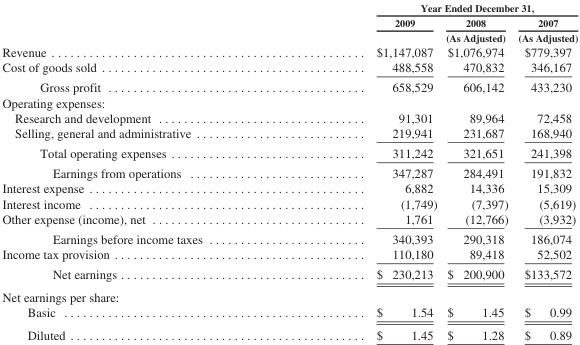 Year Ended December 31,
2009 2008 2007
(As Adjusted) (As Adjusted)
Revenue . . . . . . . . . . . . . . . . . . . . $1,147,087 $1,076,974 $779,397
Cost of goods sold . . . . . . . . . . . . . . . . . . . . 488,558 470,832 346,167
Gross profit . . . . . . . . . . . . . . . . . . . . 658,529 606,142 433,230
Operating expenses:
Research and development . . . . . . . . . . . . . . . . . . . . 91,301 89,964 72,458
Selling, general and administrative . . . . . . . . . . . . . . . . . . . . 219,941 231,687 168,940
Total operating expenses . . . . . . . . . . . . . . . . . . . . 311,242 321,651 241,398
Earnings from operations . . . . . . . . . . . . . . . . . . . . 347,287 284,491 191,832
Interest expense . . . . . . . . . . . . . . . . . . . . 6,882 14,336 15,309
Interest income . . . . . . . . . . . . . . . . . . . . (1,749) (7,397) (5,619)
Other expense (income), net . . . . . . . . . . . . . . . . . . . . 1,761 (12,766) (3,932)
Earnings before income taxes . . . . . . . . . . . . . . . . . . . . 340,393 290,318 186,074
Income tax provision . . . . . . . . . . . . . . . . . . . . 110,180 89,418 52,502
Net earnings . . . . . . . . . . . . . . . . . . . . $ 230,213 $ 200,900 $133,572
Net earnings per share:
Basic . . . . . . . . . . . . . . . . . . . . $ 1.54 $ 1.45 $ 0.99
Diluted . . . . . . . . . . . . . . . . . . . . $ 1.45 $ 1.28 $ 0.89